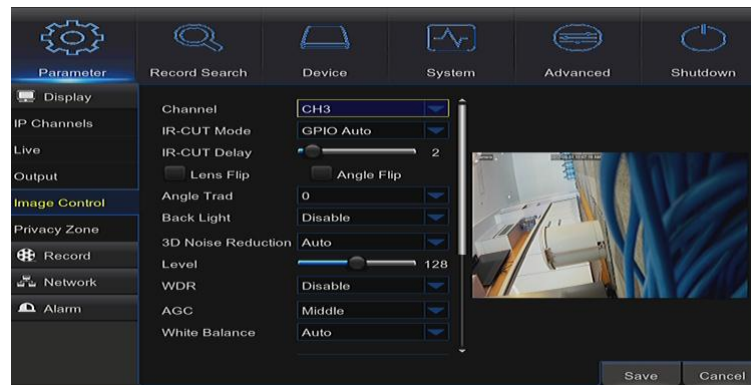 Parameter Record Search Device System Advanced Shutdown
Display
IP Channels
Live
Output
Image Control
Privacy Zone
Record
Network
Alarm
Channel CH3
IR-CUT Mode GPIO Auto
IR-CUT Delay 2
Lens Flip Angle Flip
Angle Trad 0
Back Light Disable
3D Noise Reduction Auto
Level 128
WDR Disable
AGC Middle
White Balance Auto
Save Cancel